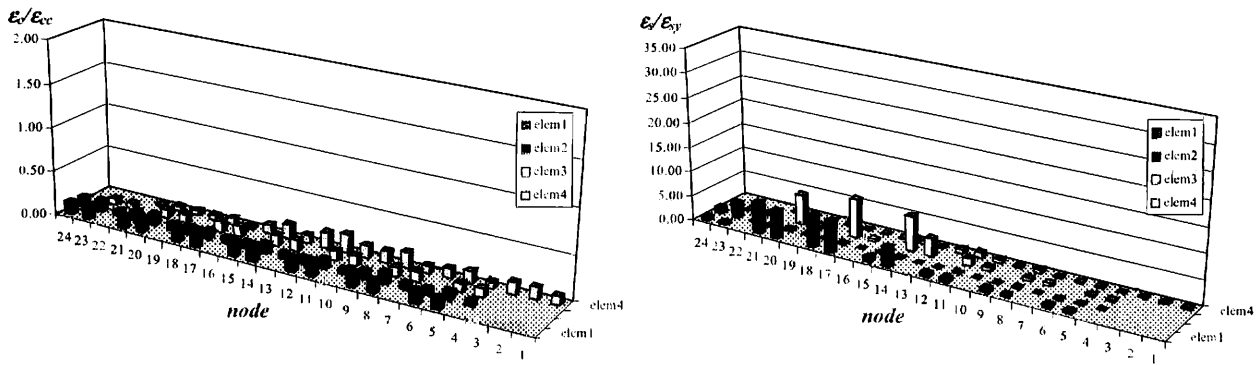 εc/εcc
2.00
1.50
1.00
0.50
0.00
24 23 22 21 20 19 18 17 16 15 14 13 12 11 10 9 8 7 6 5 4 3 2 1
node
elem1
elem2
elem3
elem4
elem4
elem1
εs/εsy
35.00
30.00
25.00
20.00
15.00
10.00
5.00
0.00
24 23 22 21 20 19 18 17 16 15 14 13 12 11 10 9 8 7 6 5 4 3 2 1
node
elem1
elem2
elem3
elem4
elem4
elem1